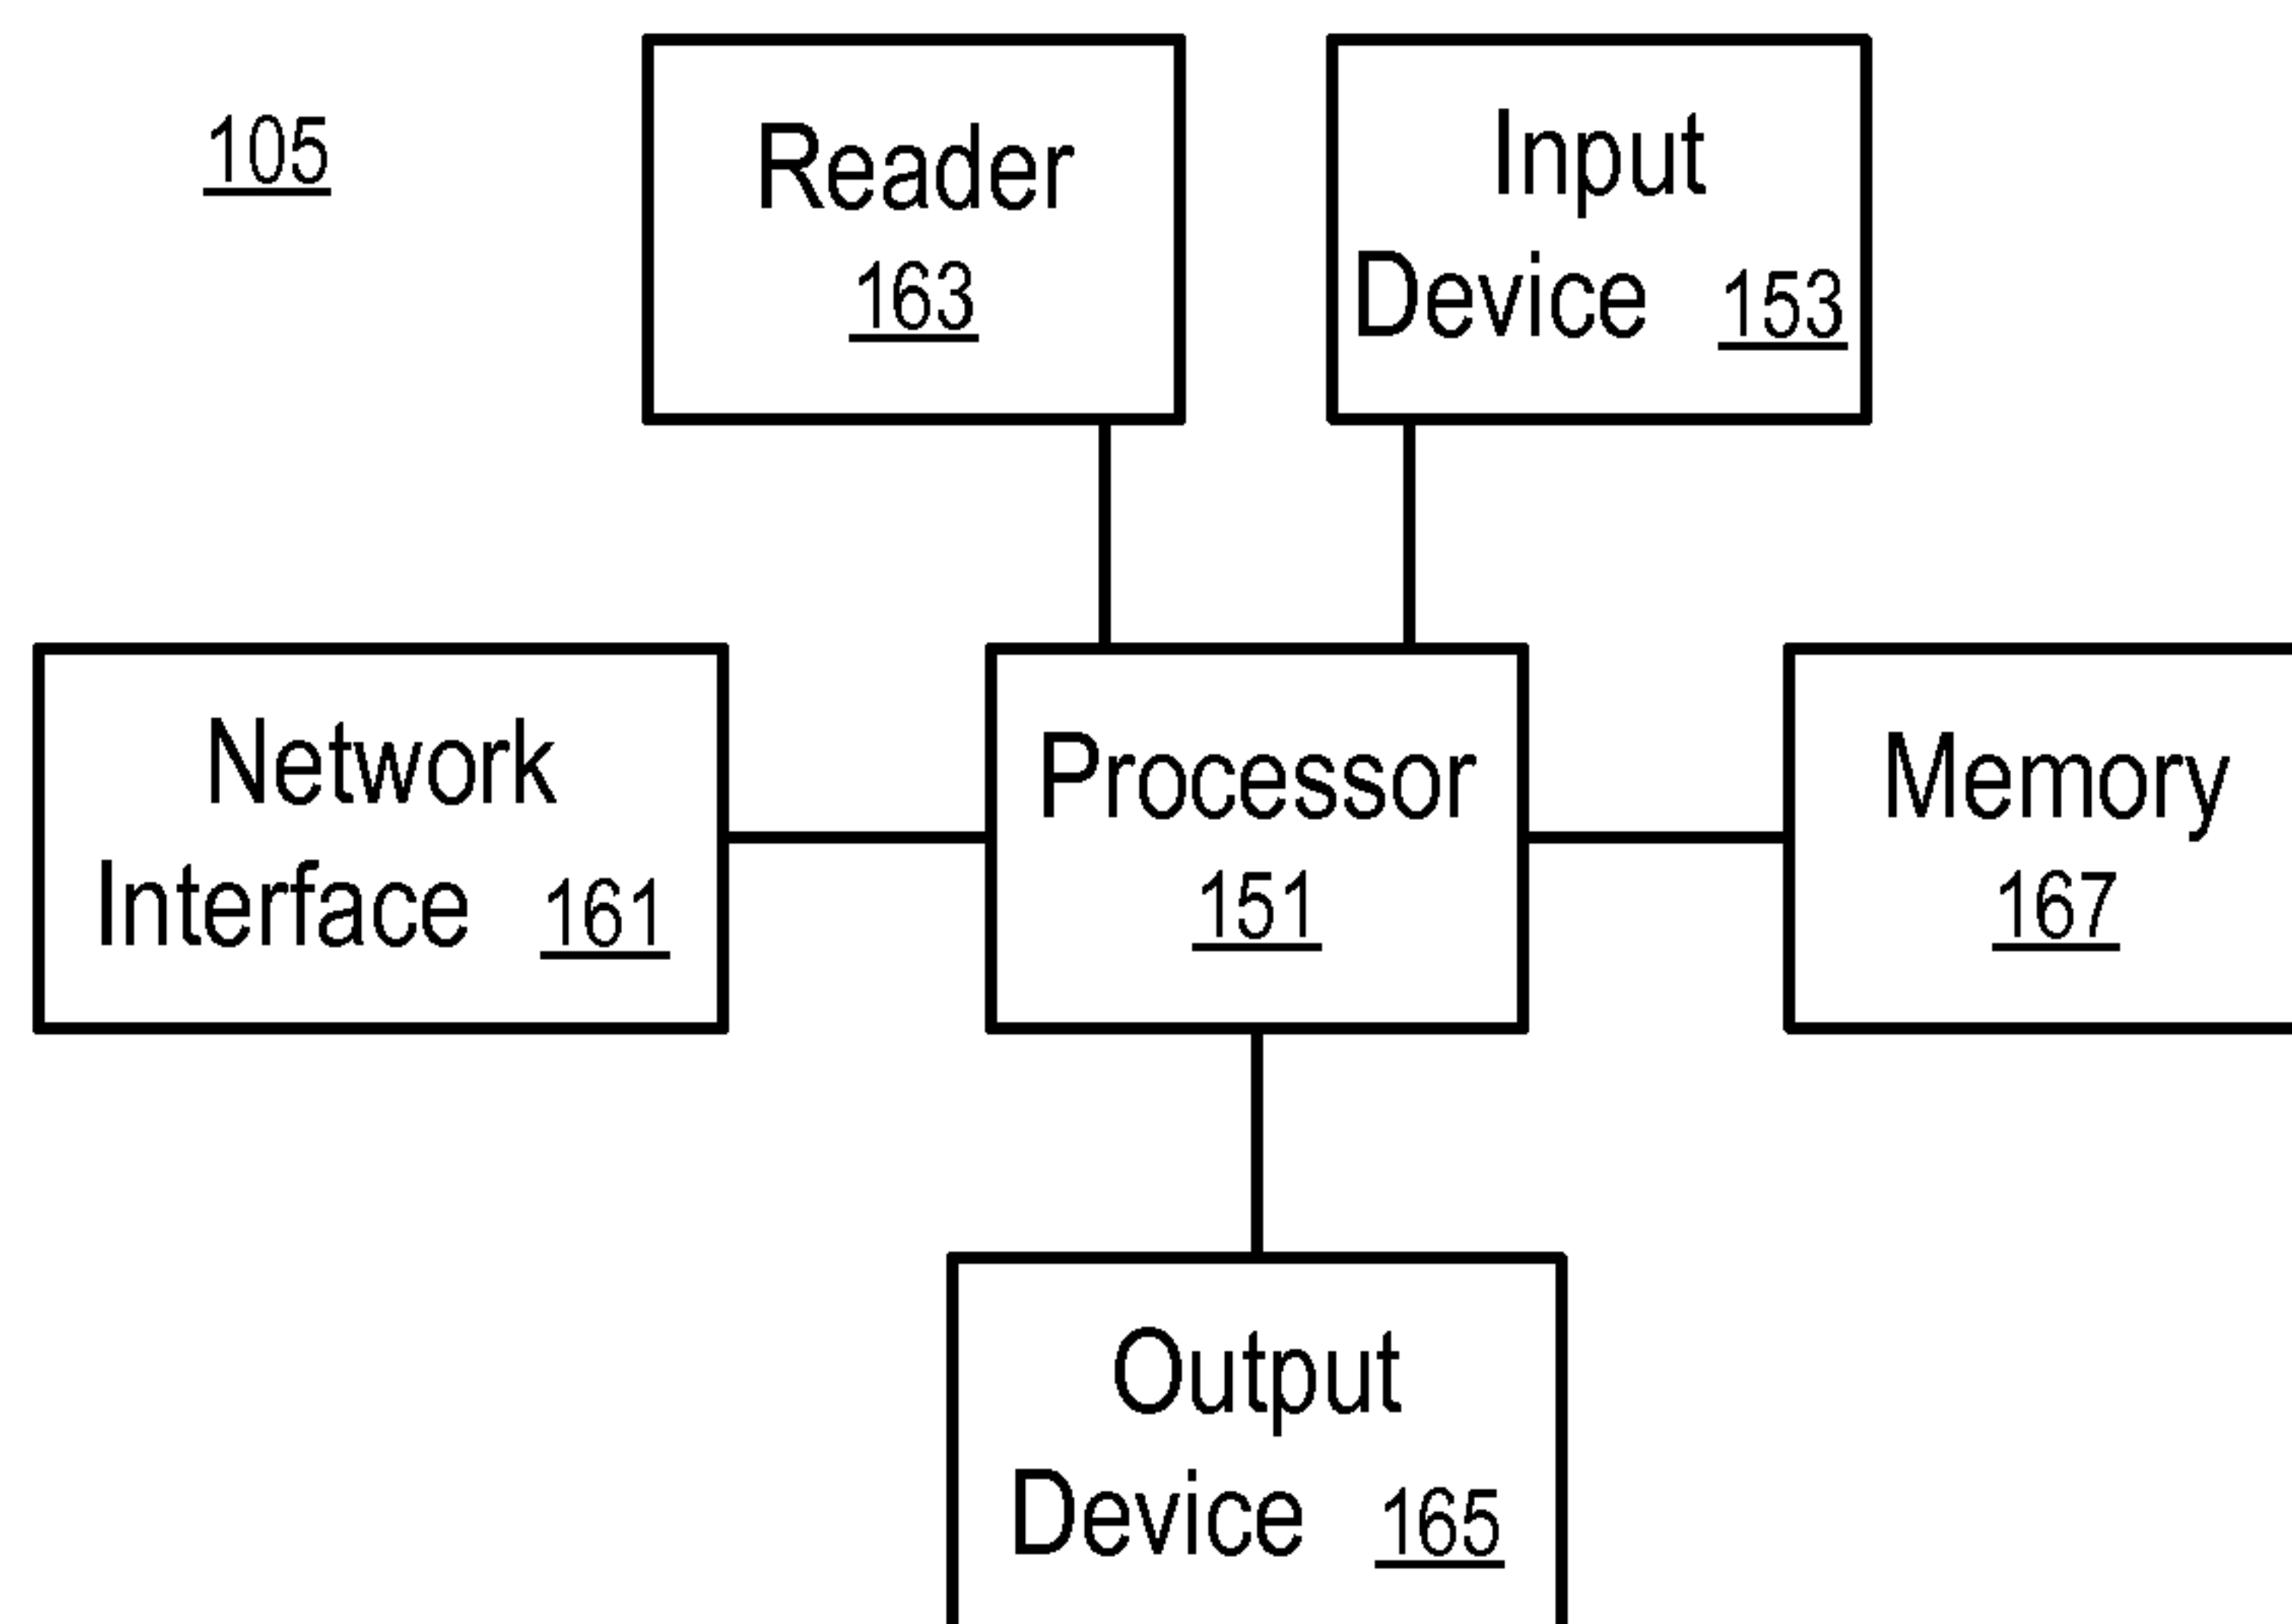 105
Reader
163
Input
Device 153
Network
Interface 161
Processor
151
Memory
167
Output
Device 165